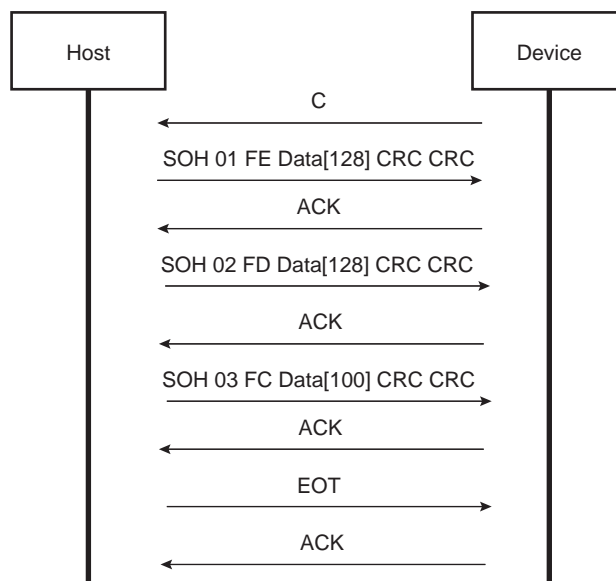 Host
Device
C
SOH 01 FE Data[128] CRC CRC
ACK
SOH 02 FD Data[128] CRC CRC
ACK
SOH 03 FC Data[100] CRC CRC
ACK
EOT
ACK